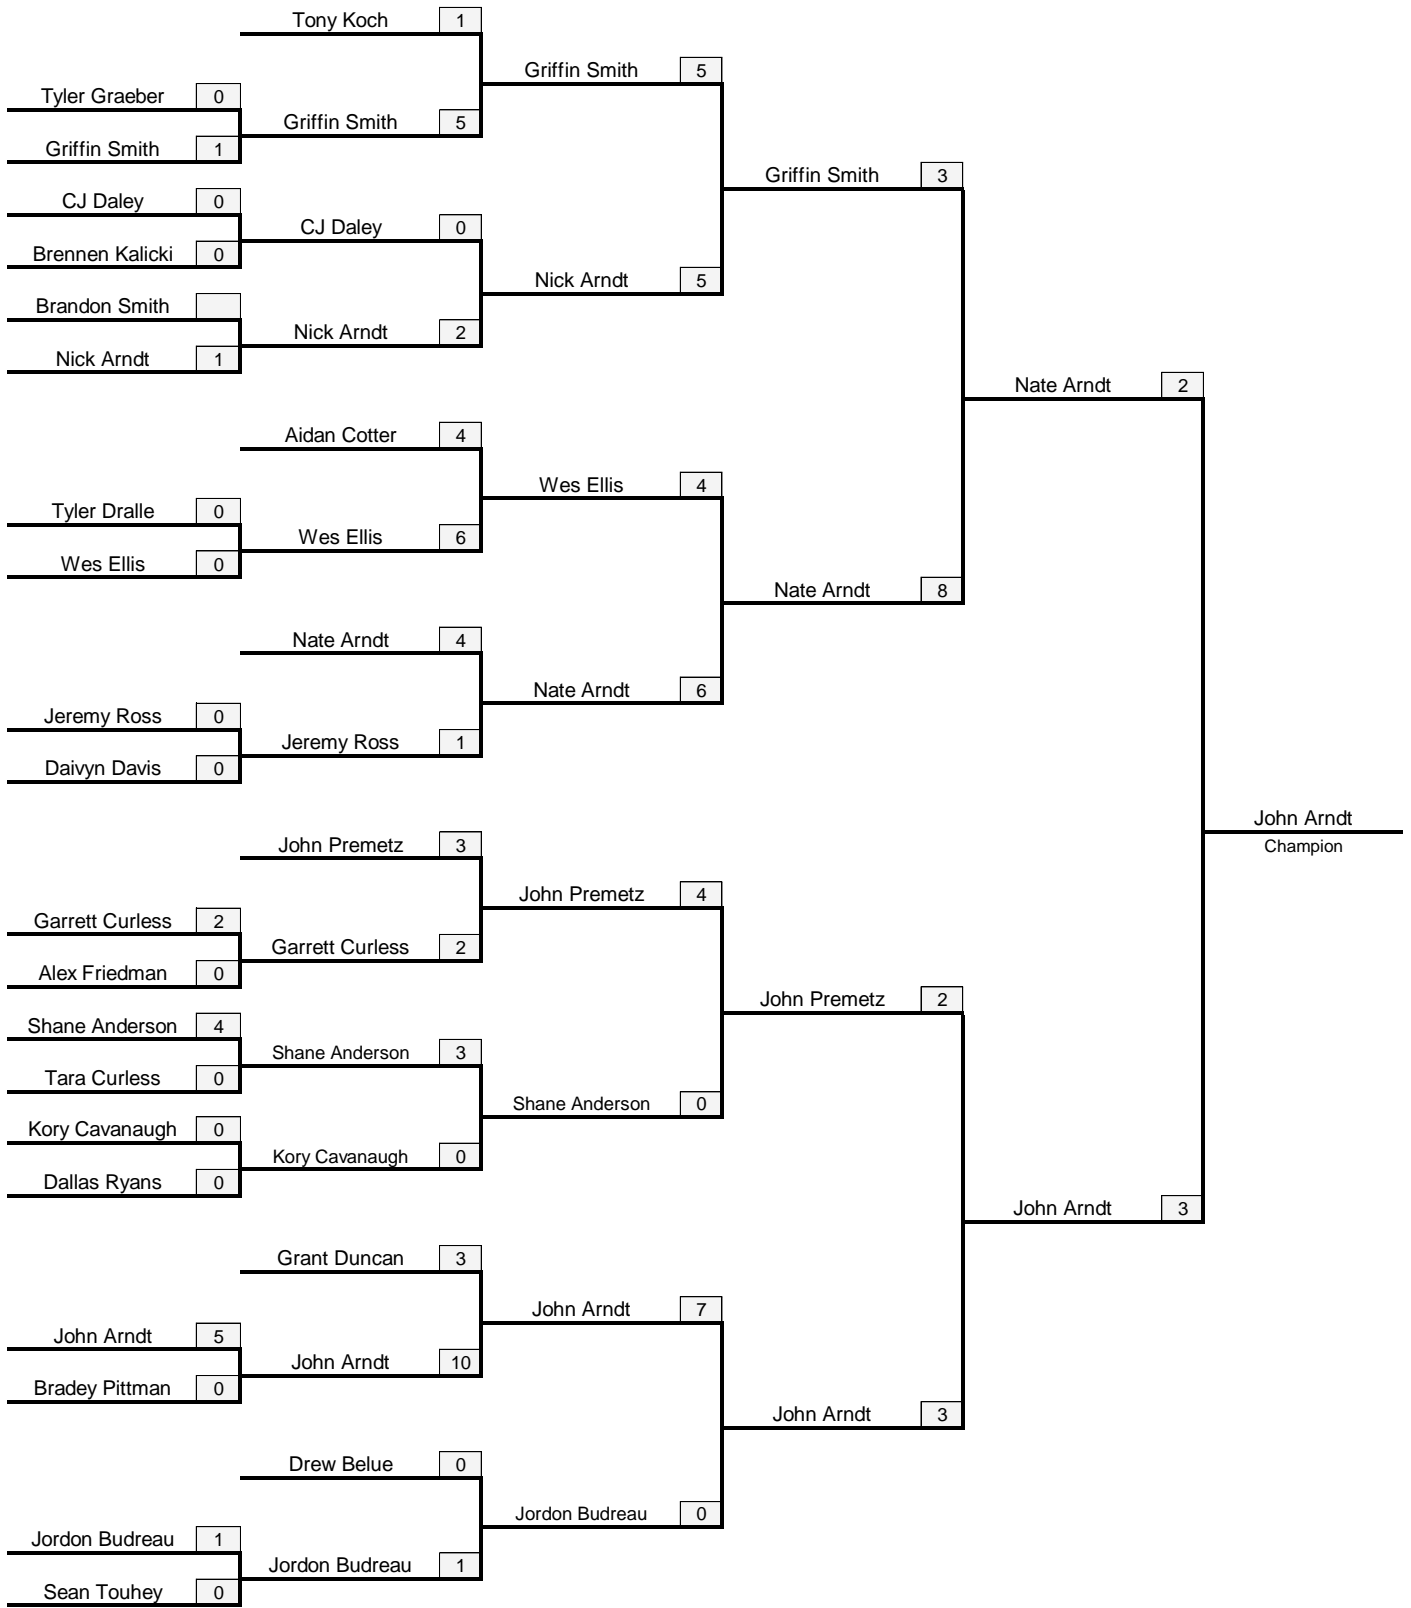 Tony Koch 1
Griffin Smith 5
Tyler Graeber 0
Griffin Smith 5
Griffin Smith 1
Griffin Smith 3
CJ Daley 0
CJ Daley 0
Brennen Kalicki 0
Nick Arndt 5
Brandon Smith
Nick Arndt 2
Nick Arndt 1
Nate Arndt 2
Aidan Cotter 4
Wes Ellis 4
Tyler Dralle 0
Wes Ellis 6
Wes Ellis 0
Nate Arndt 8
Nate Arndt 4
Nate Arndt 6
Jeremy Ross 0
Jeremy Ross 1
Daivyn Davis 0
John Arndt
Champion
John Premetz 3
John Premetz 4
Garrett Curless 2
Garrett Curless 2
Alex Friedman 0
John Premetz 2
Shane Anderson 4
Shane Anderson 3
Tara Curless 0
Shane Anderson 0
Kory Cavanaugh 0
Kory Cavanaugh 0
Dallas Ryans 0
John Arndt 3
Grant Duncan 3
John Arndt 7
John Arndt 5
John Arndt 10
Bradey Pittman 0
John Arndt 3
Drew Belue 0
Jordon Budreau 0
Jordon Budreau 1
Jordon Budreau 1
Sean Touhey 0